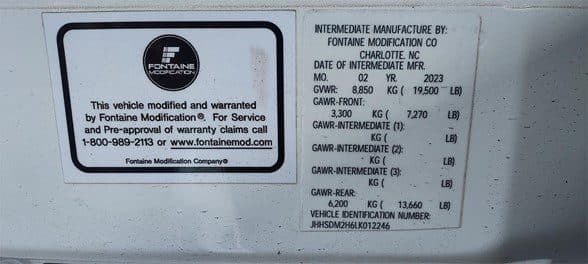 FONTAINE
MODIFICATION
This vehicle modified and warranted
by Fontaine Modification®. For Service
and Pre-approval of warranty claims call
1-800-989-2113 or www.fontainemod.com
Fontaine Modification Company®
INTERMEDIATE MANUFACTURE BY:
FONTAINE MODIFICATION CO
CHARLOTTE, NC
DATE OF INTERMEDIATE MFR.
MO. 02 YR. 2023
GVWR: 8,850 KG ( 19,500 LB)
GAWR-FRONT:
3,300 KG ( 7,270 LB)
GAWR-INTERMEDIATE (1):
KG ( LB)
GAWR-INTERMEDIATE (2):
KG ( LB)
GAWR-INTERMEDIATE (3):
KG ( LB)
GAWR-REAR:
6,200 KG ( 13,660 LB)
VEHICLE IDENTIFICATION NUMBER:
JHHSDM2H6LK012246